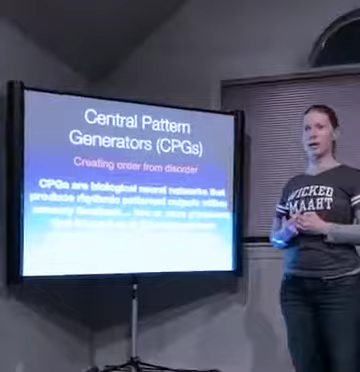 Central Pattern
Generators (CPGs)
Creating order from disorder
CPGs are biological neural networks that
produce rhythmic patterned outputs without
sensory feedback...
WICKED
SMAAHT